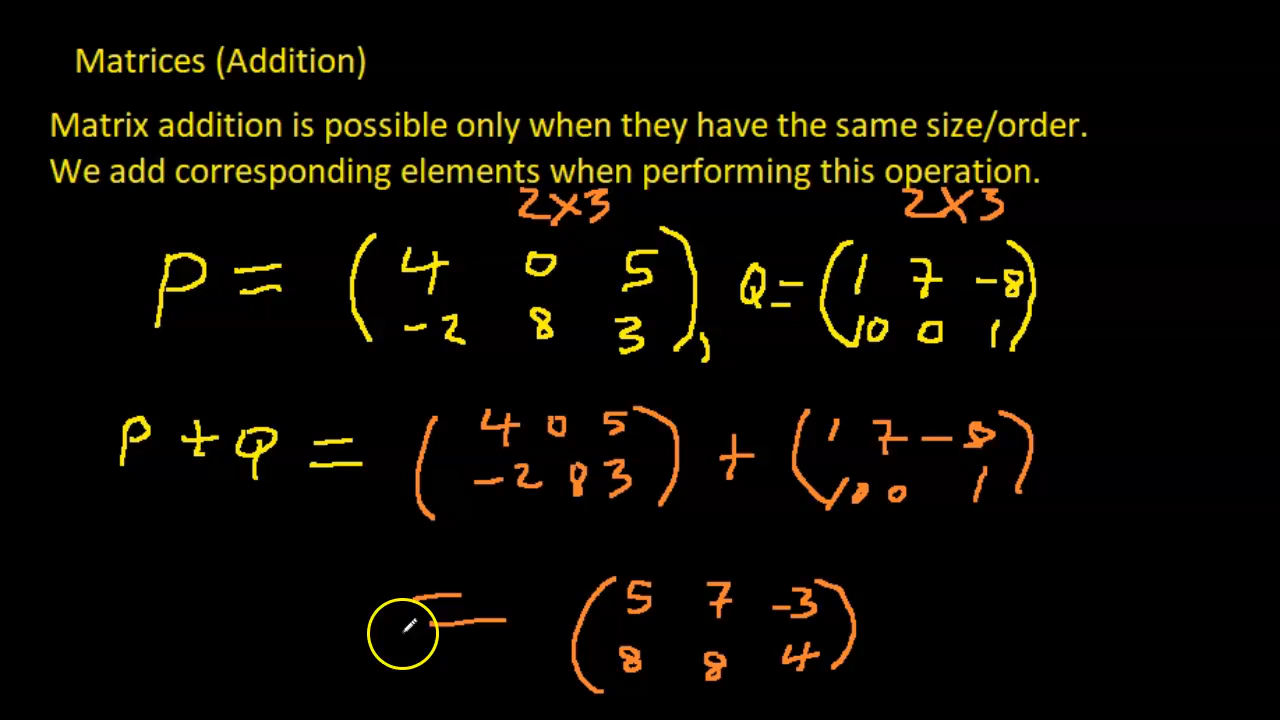 Matrices (Addition)
Matrix addition is possible only when they have the same size/order.
We add corresponding elements when performing this operation.
2x3 2x3
P = ( 4 0 5 ), Q = ( 1 7 -8 )
-2 8 3 10 0 1
P + Q = ( 4 0 5 ) + ( 1 7 -8 )
-2 8 3 10 0 1
= ( 5 7 -3 )
8 8 4